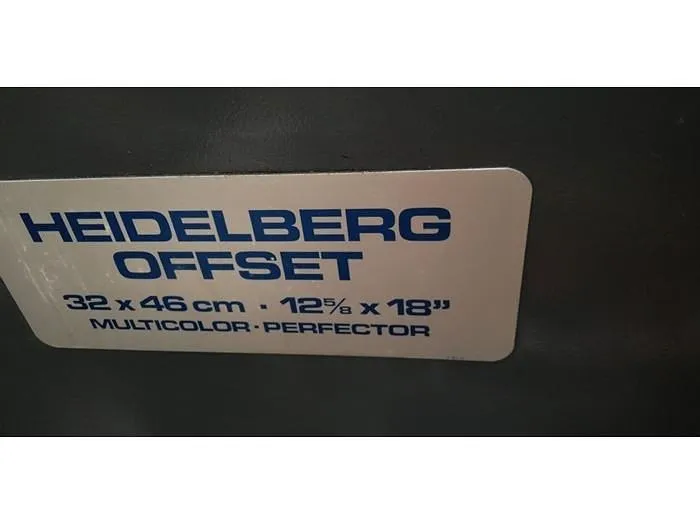 HEIDELBERG
OFFSET
32 x 46 cm · 12⅝ x 18”
MULTICOLOR·PERFECTOR